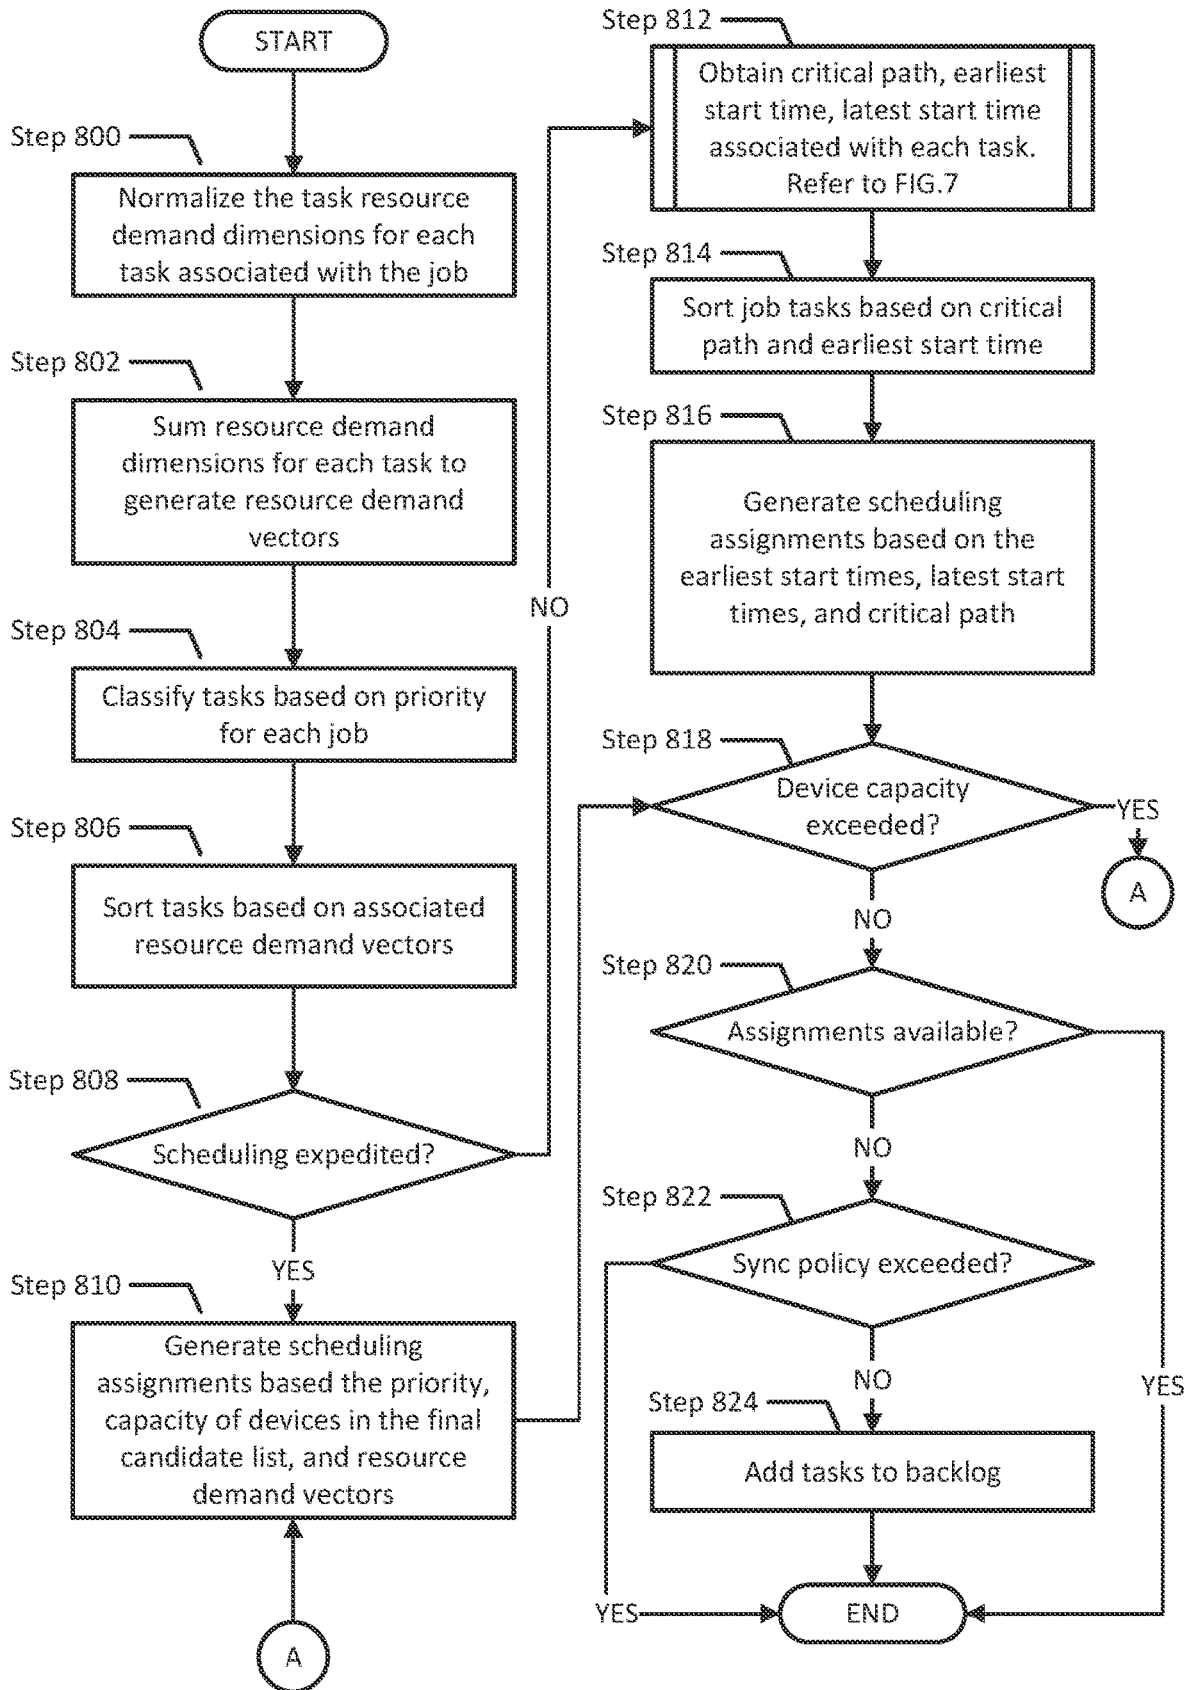 START
Step 800
Normalize the task resource
demand dimensions for each
task associated with the job
Step 802
Sum resource demand
dimensions for each task to
generate resource demand
vectors
Step 804
Classify tasks based on priority
for each job
Step 806
Sort tasks based on associated
resource demand vectors
Step 808
Scheduling expedited?
NO
YES
Step 810
Generate scheduling
assignments based the priority,
capacity of devices in the final
candidate list, and resource
demand vectors
A
Step 812
Obtain critical path, earliest
start time, latest start time
associated with each task.
Refer to FIG.7
Step 814
Sort job tasks based on critical
path and earliest start time
Step 816
Generate scheduling
assignments based on the
earliest start times, latest start
times, and critical path
Step 818
Device capacity
exceeded?
YES
A
NO
Step 820
Assignments available?
NO
YES
Step 822
Sync policy exceeded?
NO
Step 824
Add tasks to backlog
YES
END